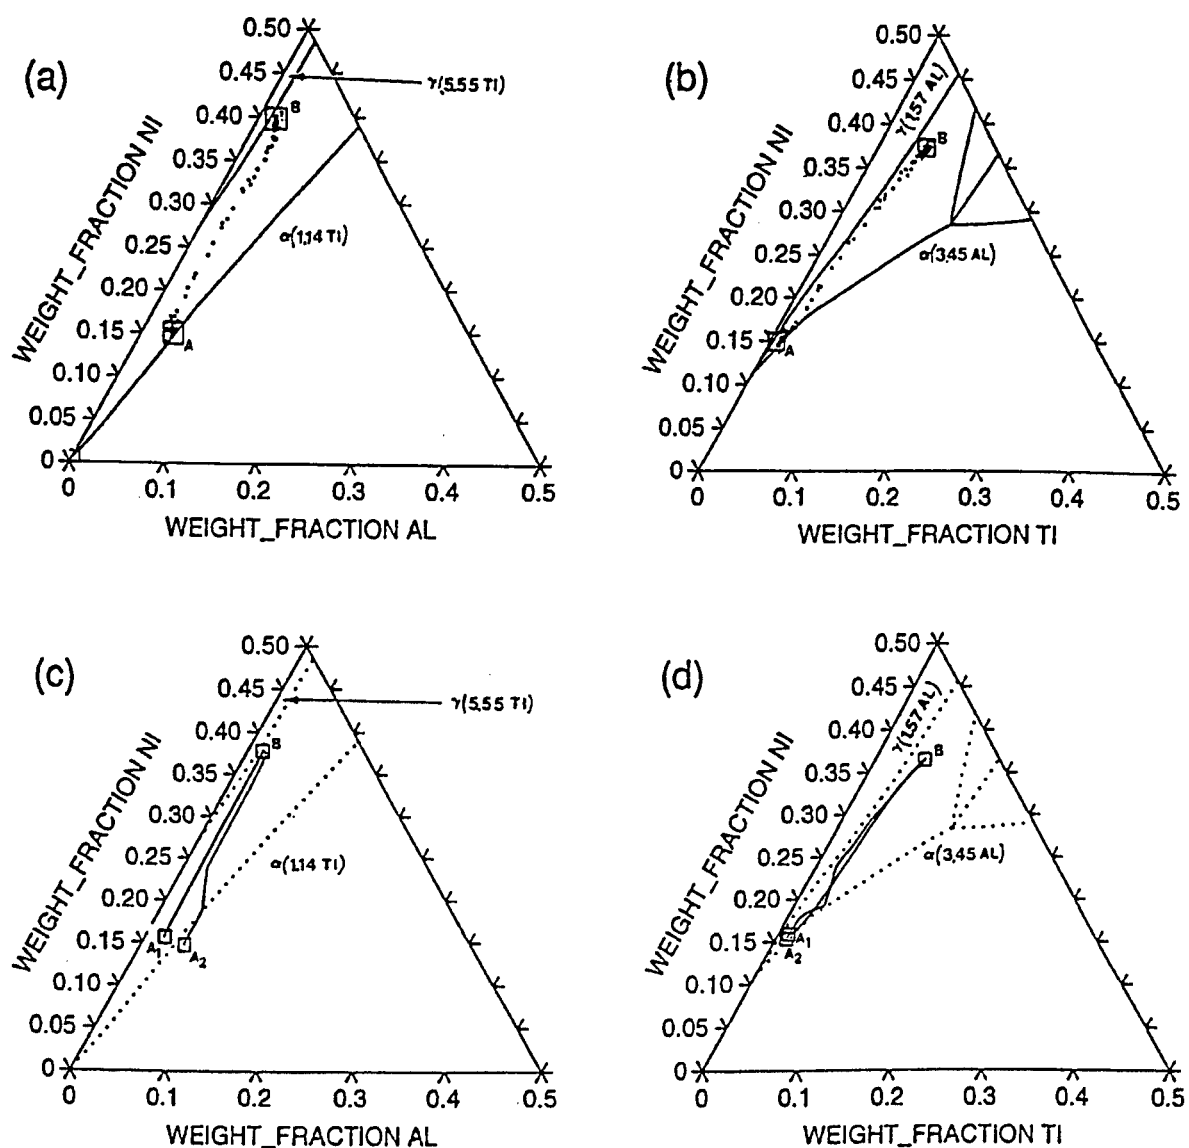 (a)
WEIGHT_FRACTION NI
0.50
0.45
0.40
0.35
0.30
0.25
0.20
0.15
0.10
0.05
0
0
0.1
0.2
0.3
0.4
0.5
WEIGHT_FRACTION AL
γ(5,55 TI)
B
α(1,14 TI)
A
(b)
WEIGHT_FRACTION NI
0.50
0.45
0.40
0.35
0.30
0.25
0.20
0.15
0.10
0.05
0
0
0.1
0.2
0.3
0.4
0.5
WEIGHT_FRACTION TI
γ(1,57 AL)
B
α(3,45 AL)
A
(c)
WEIGHT_FRACTION NI
0.50
0.45
0.40
0.35
0.30
0.25
0.20
0.15
0.10
0.05
0
0
0.1
0.2
0.3
0.4
0.5
WEIGHT_FRACTION AL
γ(5,55 TI)
B
α(1,14 TI)
A1
A2
(d)
WEIGHT_FRACTION NI
0.50
0.45
0.40
0.35
0.30
0.25
0.20
0.15
0.10
0.05
0
0
0.1
0.2
0.3
0.4
0.5
WEIGHT_FRACTION TI
γ(1,57 AL)
B
α(3,45 AL)
A1
A2